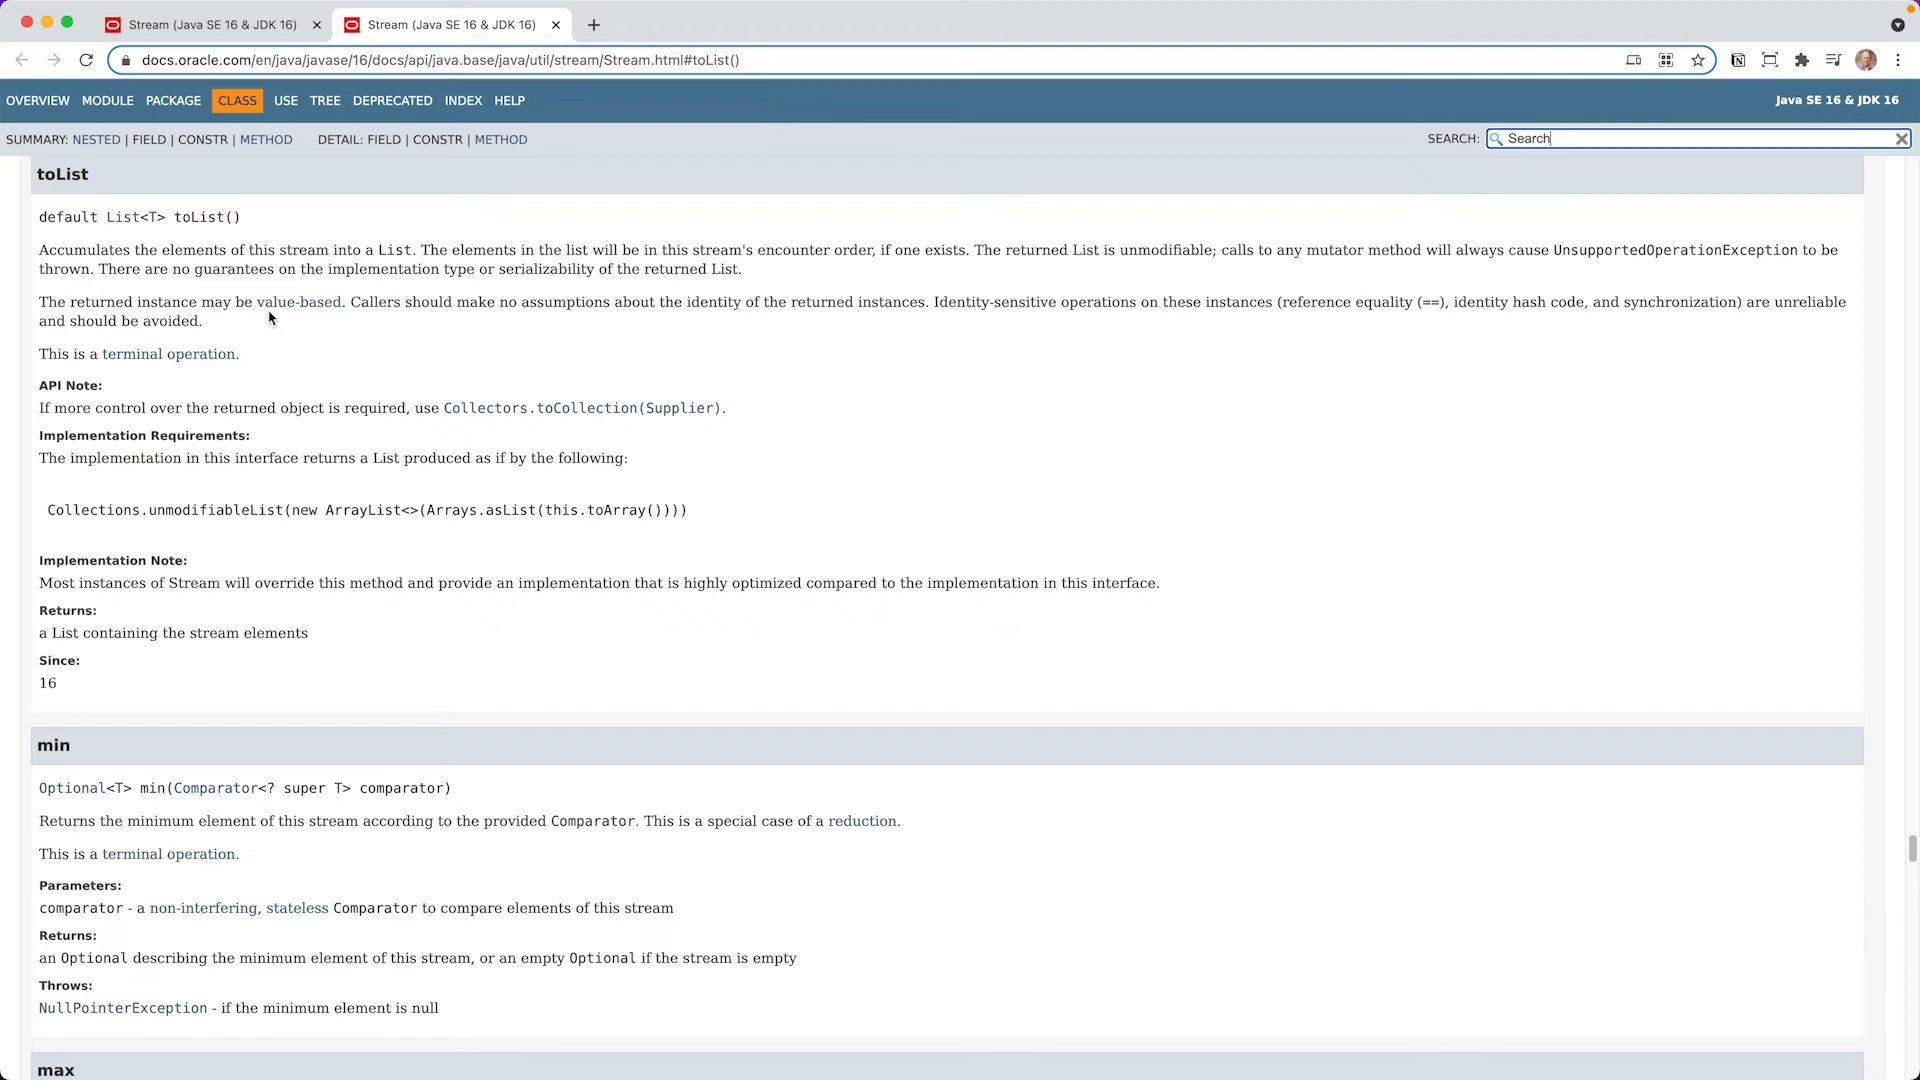 Stream (Java SE 16 & JDK 16)
Stream (Java SE 16 & JDK 16)
docs.oracle.com/en/java/javase/16/docs/api/java.base/java/util/stream/Stream.html#toList()
OVERVIEW MODULE PACKAGE CLASS USE TREE DEPRECATED INDEX HELP
Java SE 16 & JDK 16
SUMMARY: NESTED | FIELD | CONSTR | METHOD DETAIL: FIELD | CONSTR | METHOD
SEARCH: Search
toList
default List<T> toList()
Accumulates the elements of this stream into a List. The elements in the list will be in this stream's encounter order, if one exists. The returned List is unmodifiable; calls to any mutator method will always cause UnsupportedOperationException to be
thrown. There are no guarantees on the implementation type or serializability of the returned List.
The returned instance may be value-based. Callers should make no assumptions about the identity of the returned instances. Identity-sensitive operations on these instances (reference equality (==), identity hash code, and synchronization) are unreliable
and should be avoided.
This is a terminal operation.
API Note:
If more control over the returned object is required, use Collectors.toCollection(Supplier).
Implementation Requirements:
The implementation in this interface returns a List produced as if by the following:
Collections.unmodifiableList(new ArrayList<>(Arrays.asList(this.toArray())))
Implementation Note:
Most instances of Stream will override this method and provide an implementation that is highly optimized compared to the implementation in this interface.
Returns:
a List containing the stream elements
Since:
16
min
Optional<T> min(Comparator<? super T> comparator)
Returns the minimum element of this stream according to the provided Comparator. This is a special case of a reduction.
This is a terminal operation.
Parameters:
comparator - a non-interfering, stateless Comparator to compare elements of this stream
Returns:
an Optional describing the minimum element of this stream, or an empty Optional if the stream is empty
Throws:
NullPointerException - if the minimum element is null
max